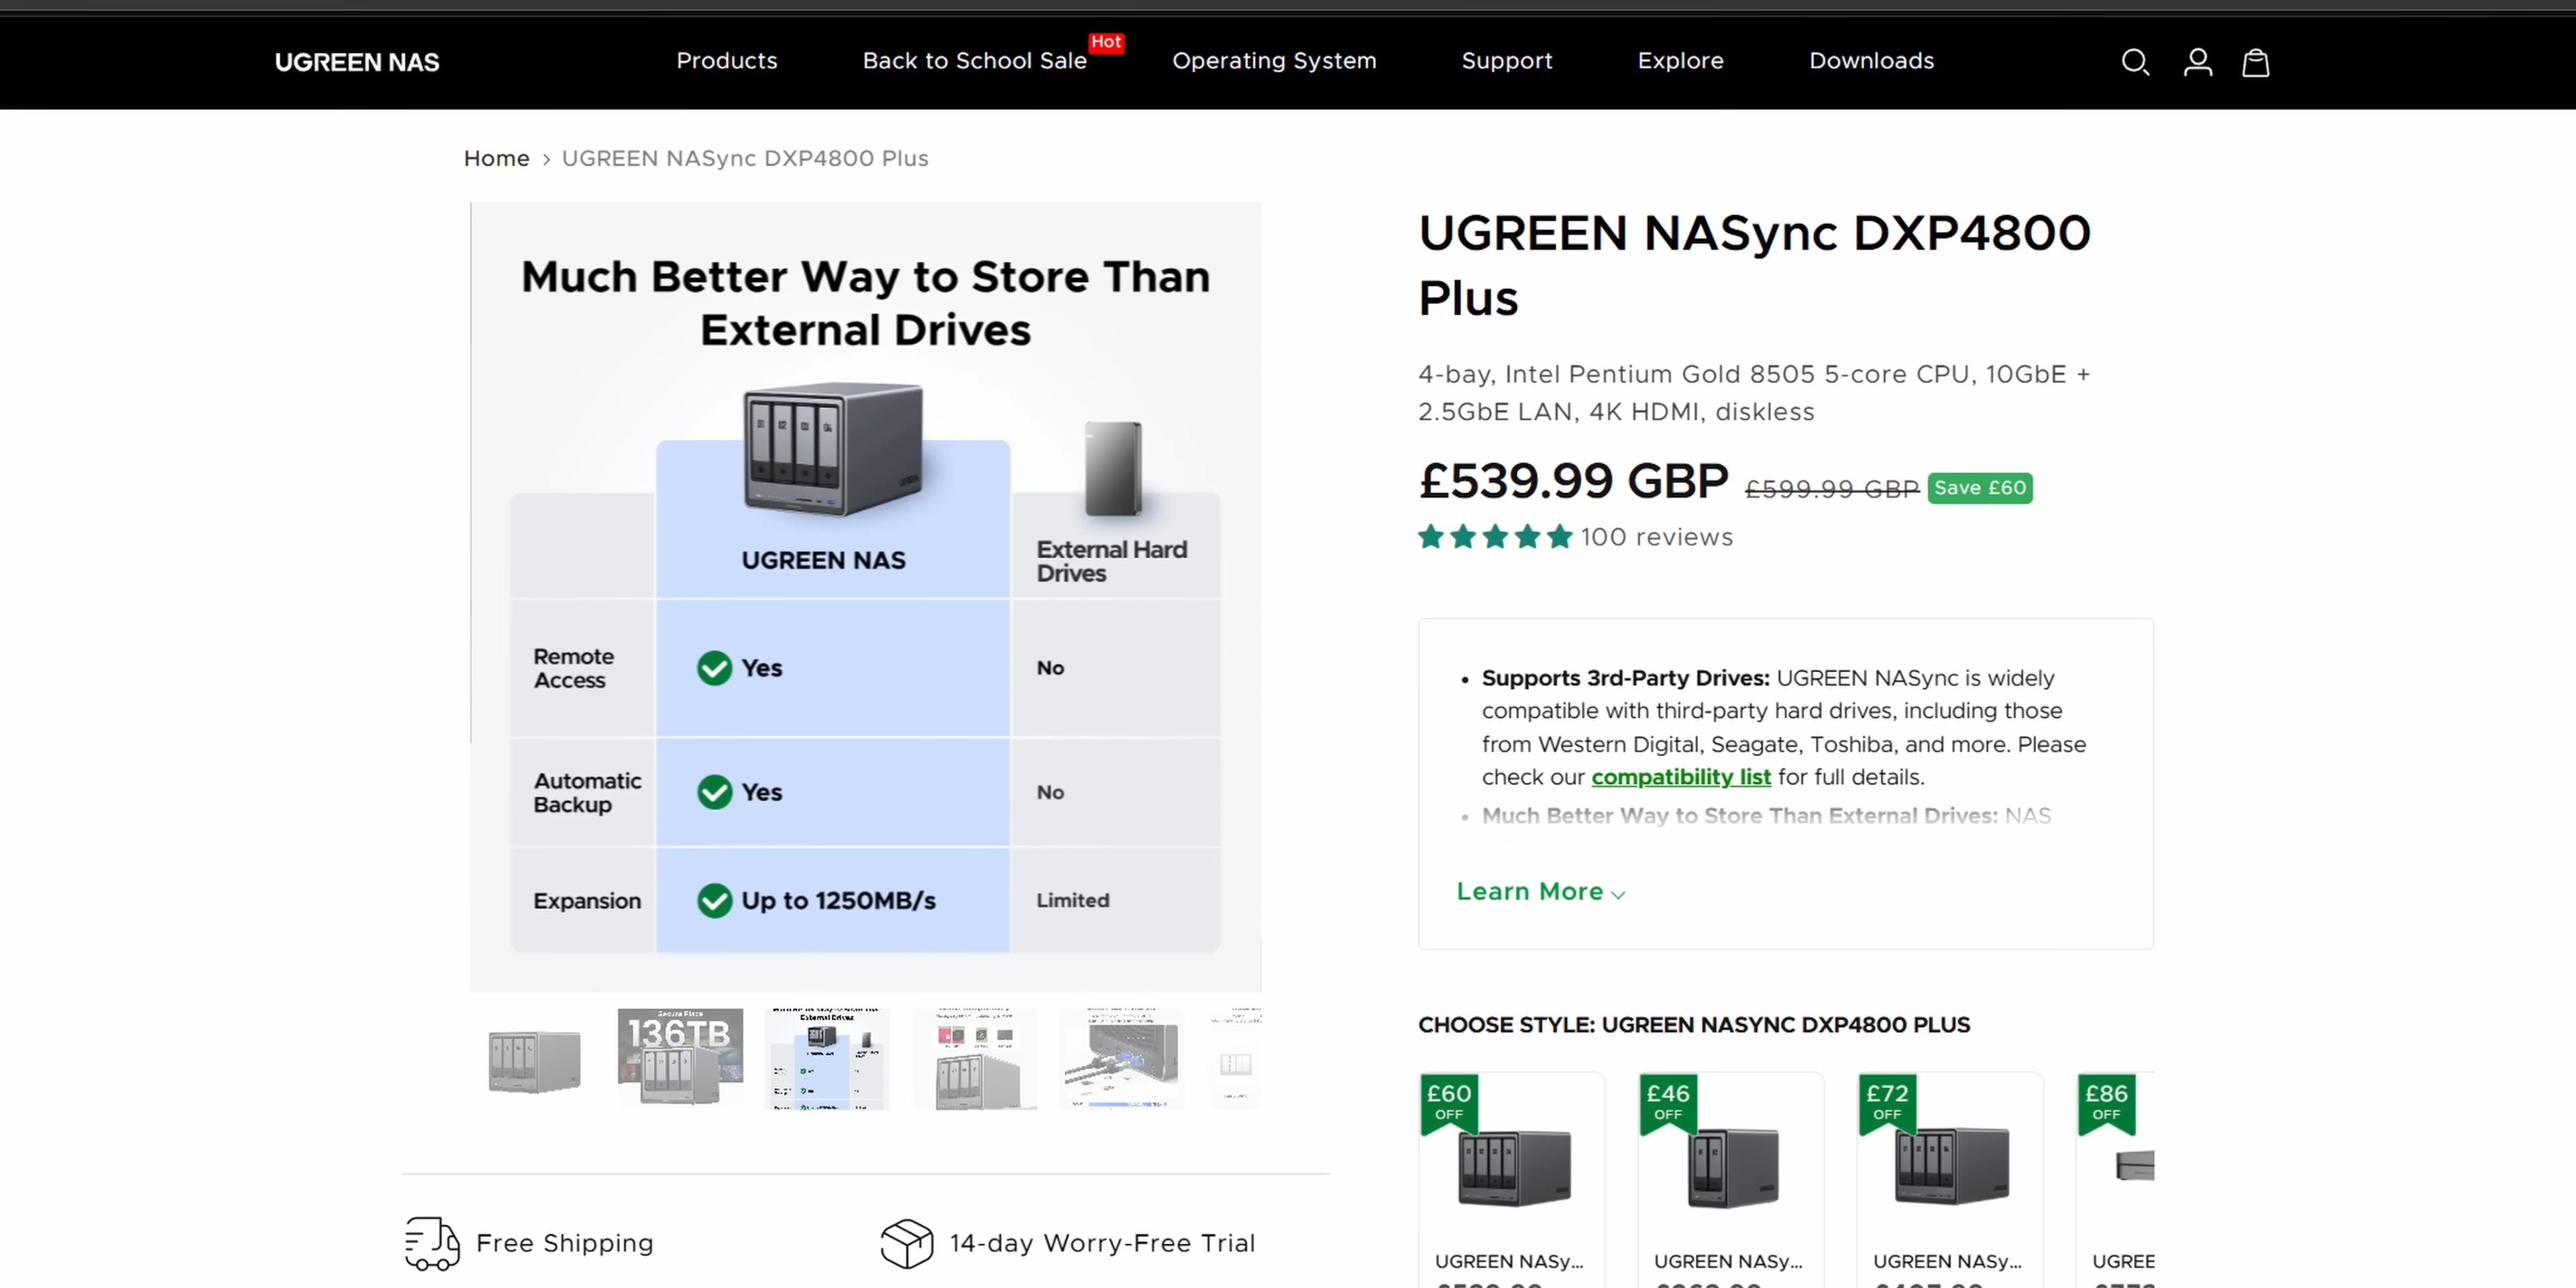 UGREEN NAS
Products
Back to School Sale
Hot
Operating System
Support
Explore
Downloads
Home > UGREEN NASync DXP4800 Plus
Much Better Way to Store Than
External Drives
UGREEN NAS
External Hard
Drives
Remote
Access
Yes
No
Automatic
Backup
Yes
No
Expansion
Up to 1250MB/s
Limited
136TB
External Drives
Free Shipping
14-day Worry-Free Trial
UGREEN NASync DXP4800
Plus
4-bay, Intel Pentium Gold 8505 5-core CPU, 10GbE +
2.5GbE LAN, 4K HDMI, diskless
£539.99 GBP £599.99 GBP Save £60
100 reviews
• Supports 3rd-Party Drives: UGREEN NASync is widely
compatible with third-party hard drives, including those
from Western Digital, Seagate, Toshiba, and more. Please
check our compatibility list for full details.
• Much Better Way to Store Than External Drives: NAS
Learn More
CHOOSE STYLE: UGREEN NASYNC DXP4800 PLUS
£60
OFF
UGREEN NASy...
£46
OFF
UGREEN NASy...
£72
OFF
UGREEN NASy...
£86
OFF
UGREE